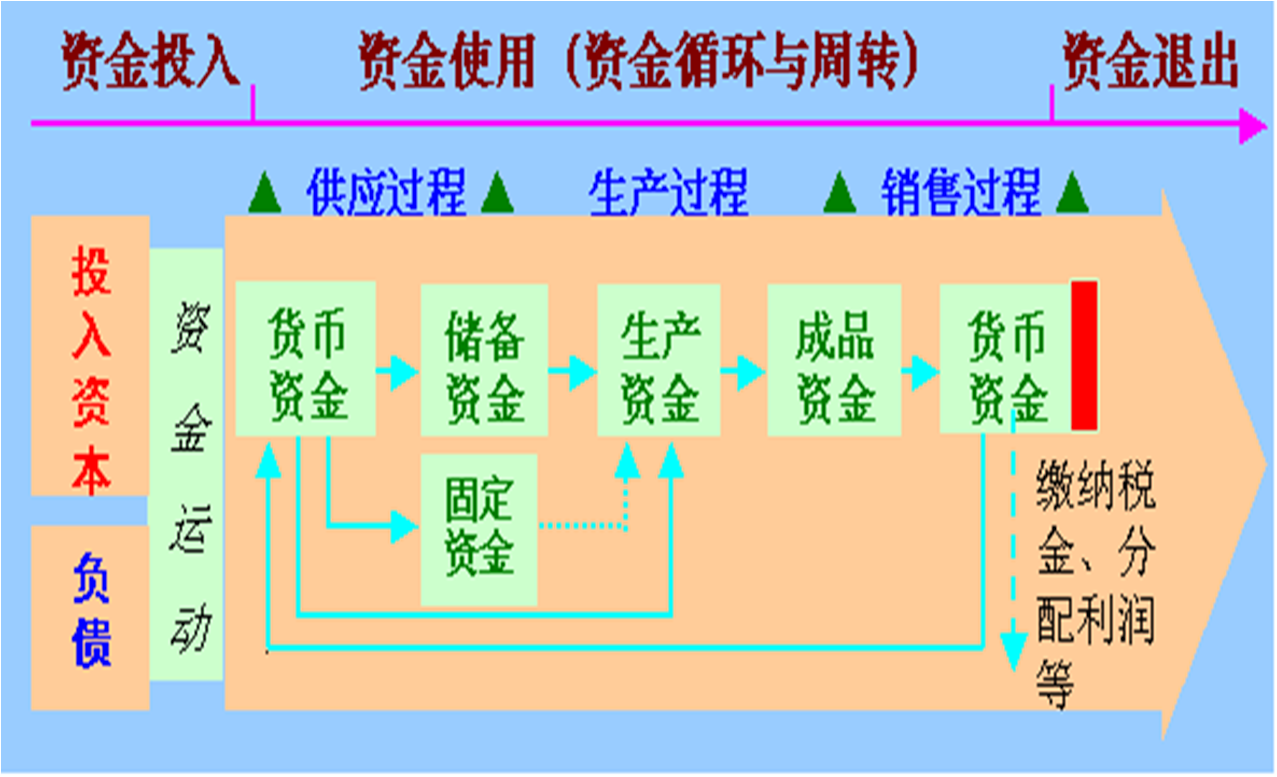 资金投入
资金使用（资金循环与周转）
资金退出
供应过程
生产过程
销售过程
投
入
资
本
负
债
资
金
运
动
货币
资金
储备
资金
生产
资金
成品
资金
货币
资金
固定
资金
缴纳税
金、分
配利润
等